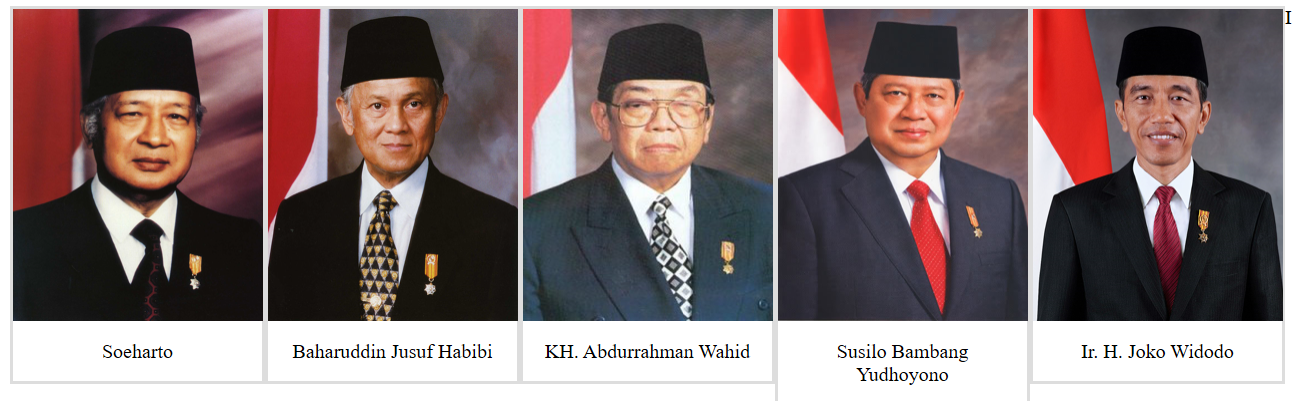 I
Soeharto
Baharuddin Jusuf Habibi
KH. Abdurrahman Wahid
Susilo Bambang
Yudhoyono
Ir. H. Joko Widodo